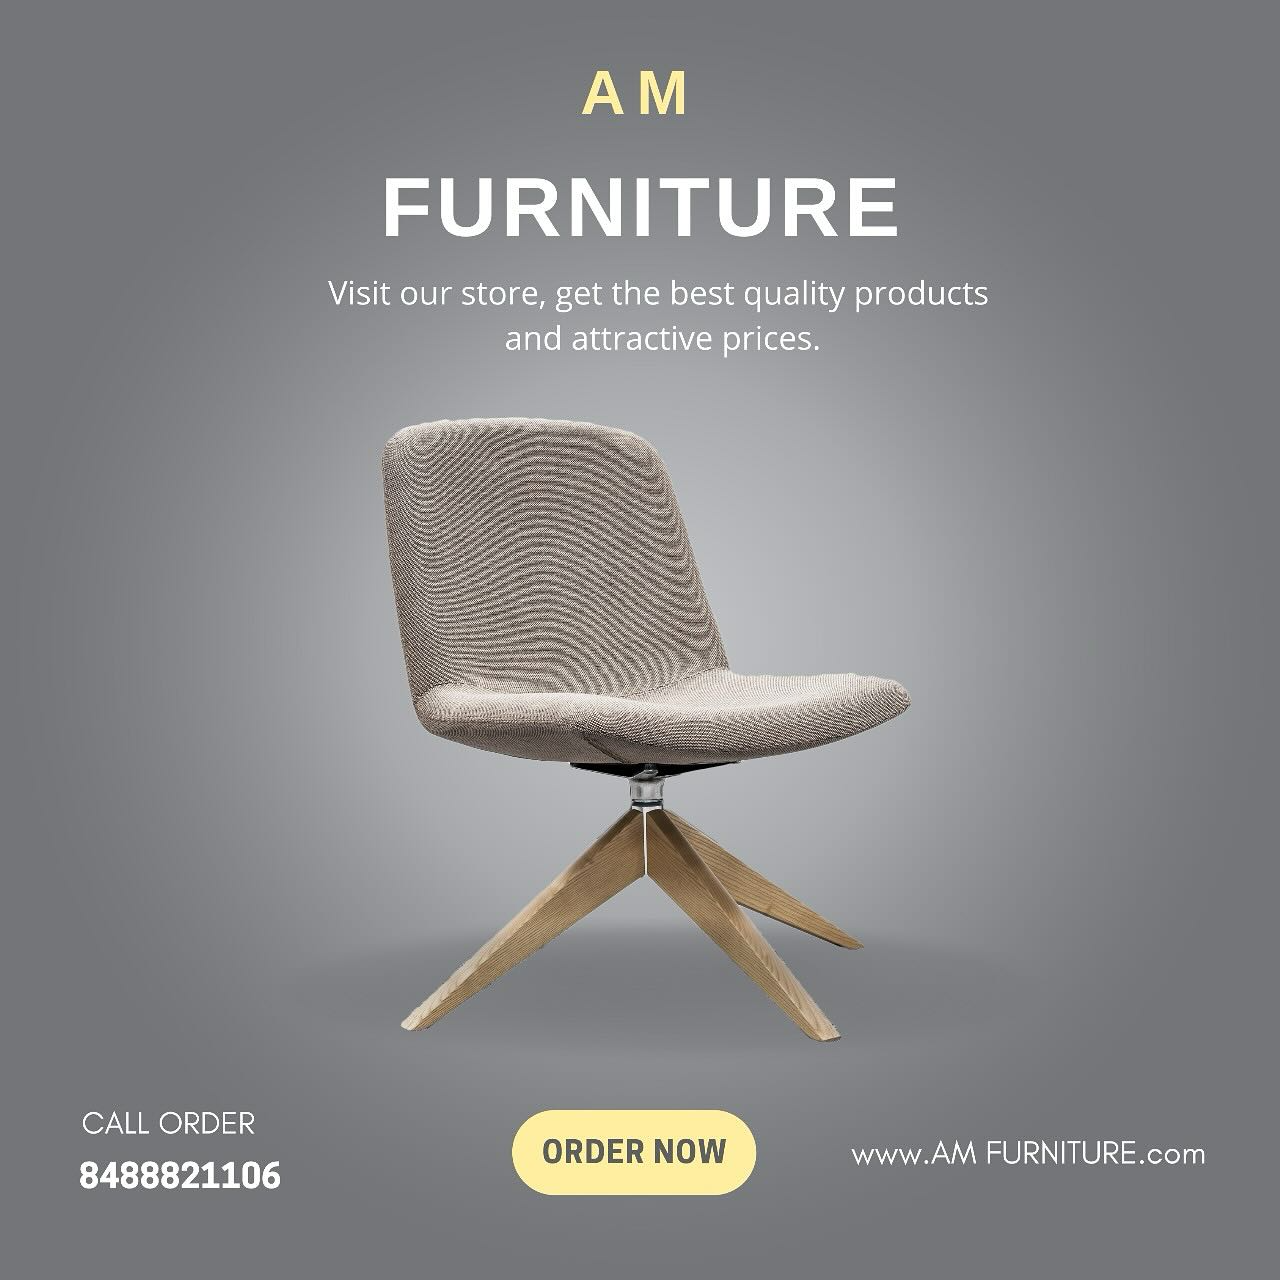 AM
FURNITURE
Visit our store, get the best quality products
and attractive prices.
CALL ORDER
8488821106
ORDER NOW
www.AM FURNITURE.com